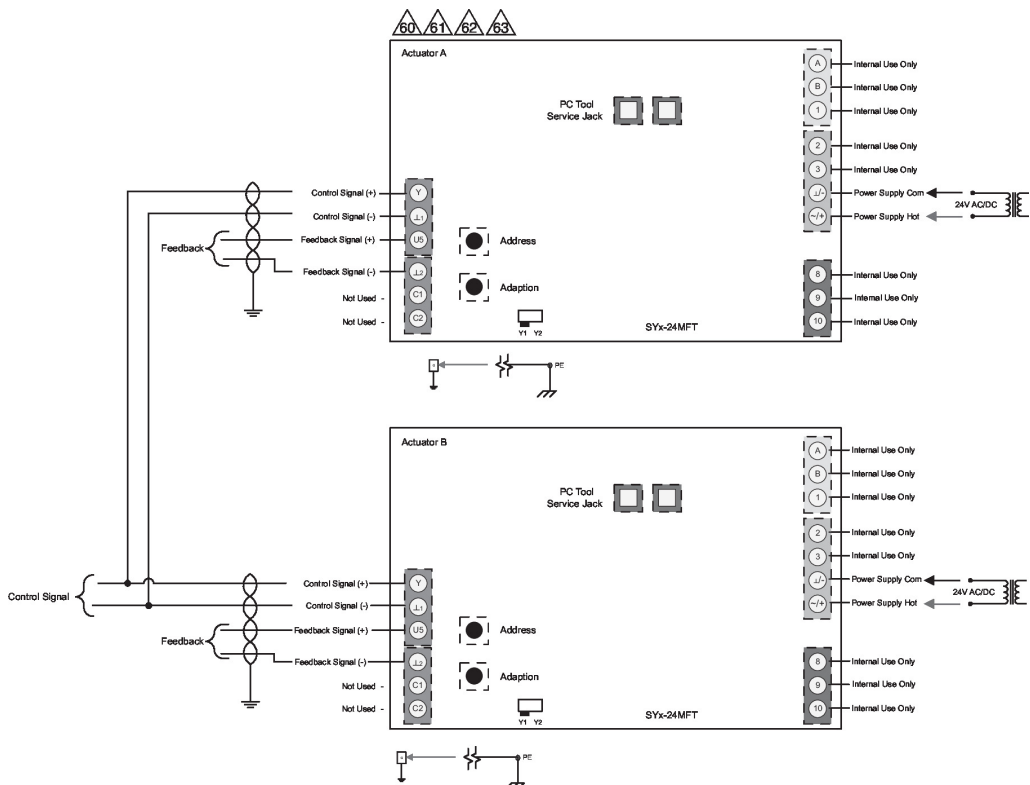 60 61 62 63
Actuator A
A Internal Use Only
B Internal Use Only
PC Tool
Service Jack
1 Internal Use Only
2 Internal Use Only
3 Internal Use Only
Control Signal (+) Y
⊥/- Power Supply Com
24V AC/DC
Control Signal (-) ⊥1
~/+ Power Supply Hot
Feedback
Feedback Signal (+) U5
Address
Feedback Signal (-) ⊥2
8 Internal Use Only
Adaption
Not Used - C1
9 Internal Use Only
Not Used - C2
10 Internal Use Only
Y1 Y2
SYx-24MFT
PE
Actuator B
A Internal Use Only
B Internal Use Only
PC Tool
Service Jack
1 Internal Use Only
2 Internal Use Only
3 Internal Use Only
Control Signal
Control Signal (+) Y
⊥/- Power Supply Com
24V AC/DC
Control Signal (-) ⊥1
~/+ Power Supply Hot
Feedback
Feedback Signal (+) U5
Address
Feedback Signal (-) ⊥2
8 Internal Use Only
Adaption
Not Used - C1
9 Internal Use Only
Not Used - C2
10 Internal Use Only
Y1 Y2
SYx-24MFT
PE